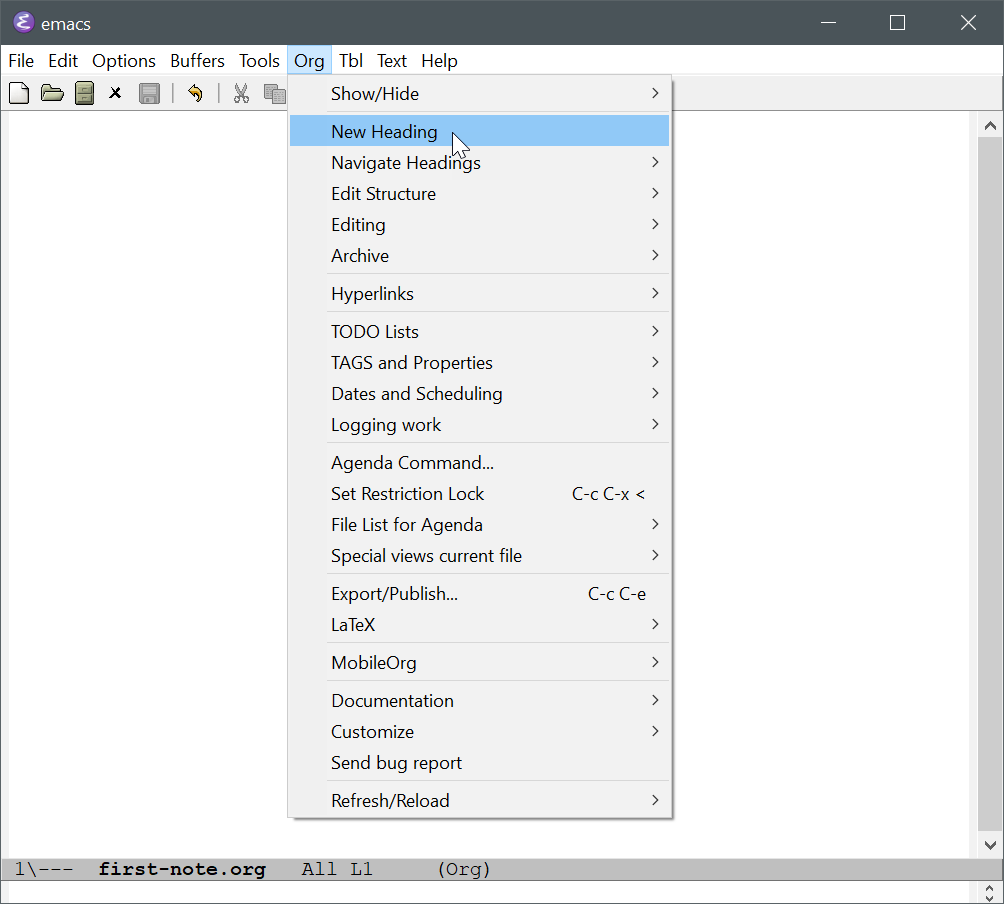 emacs
File Edit Options Buffers Tools Org Tbl Text Help
Show/Hide
New Heading
Navigate Headings
Edit Structure
Editing
Archive
Hyperlinks
TODO Lists
TAGS and Properties
Dates and Scheduling
Logging work
Agenda Command...
Set Restriction Lock C-c C-x <
File List for Agenda
Special views current file
Export/Publish... C-c C-e
LaTeX
MobileOrg
Documentation
Customize
Send bug report
Refresh/Reload
1\--- first-note.org All L1 (Org)